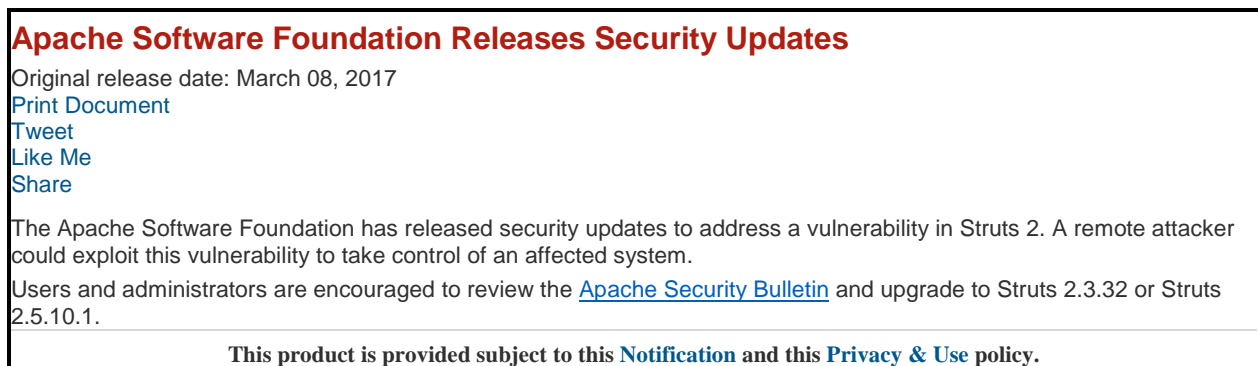 Apache Software Foundation Releases Security Updates
Original release date: March 08, 2017
Print Document
Tweet
Like Me
Share
The Apache Software Foundation has released security updates to address a vulnerability in Struts 2. A remote attacker
could exploit this vulnerability to take control of an affected system.
Users and administrators are encouraged to review the Apache Security Bulletin and upgrade to Struts 2.3.32 or Struts
2.5.10.1.
This product is provided subject to this Notification and this Privacy & Use policy.